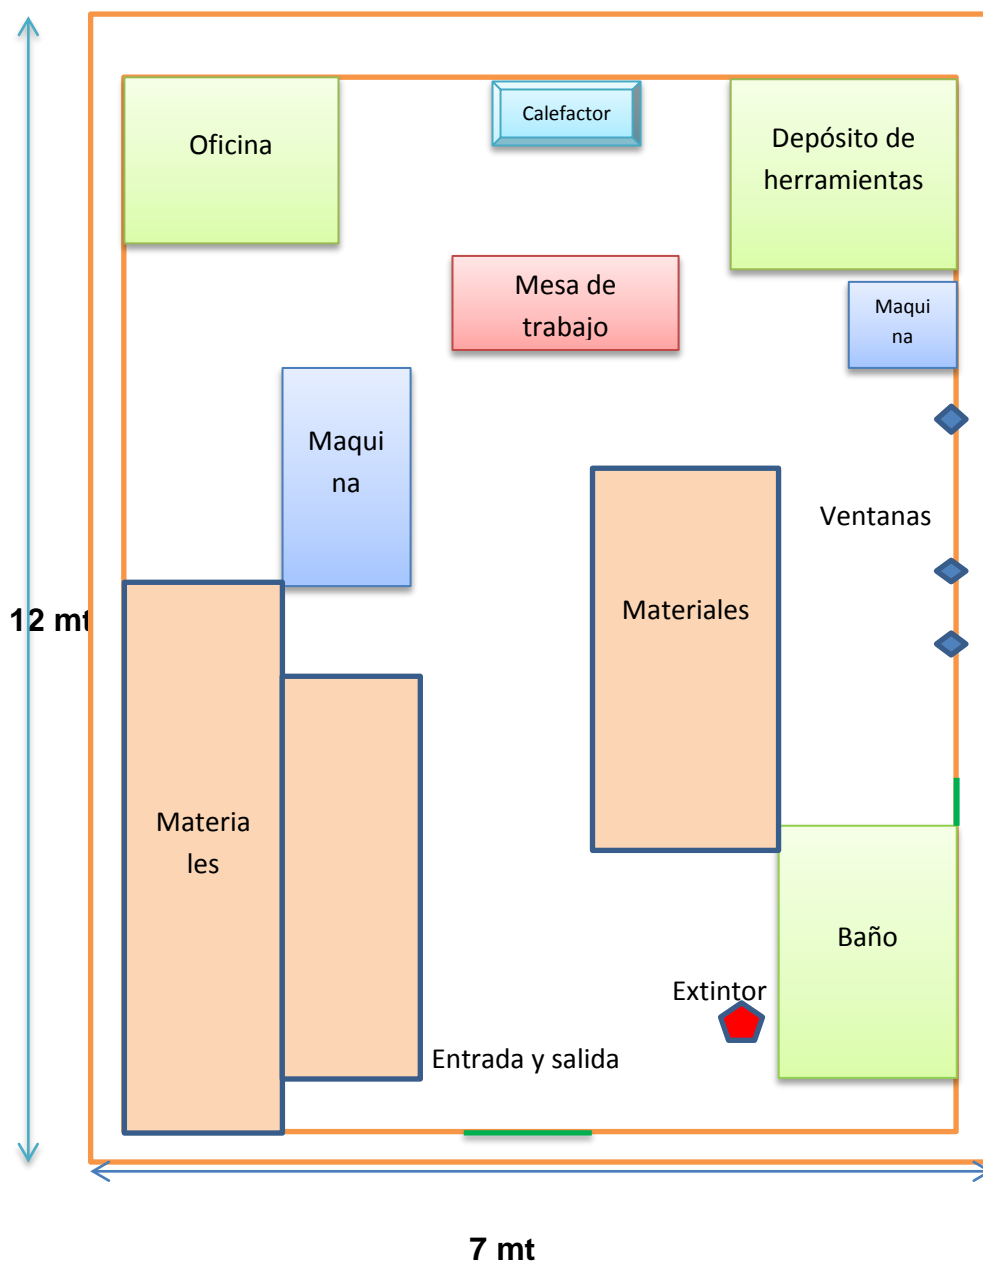 Calefactor
Oficina
Depósito de
herramientas
Mesa de
trabajo
Maqui
na
Maqui
na
Ventanas
12 mt
Materiales
Materia
les
Baño
Extintor
Entrada y salida
7 mt